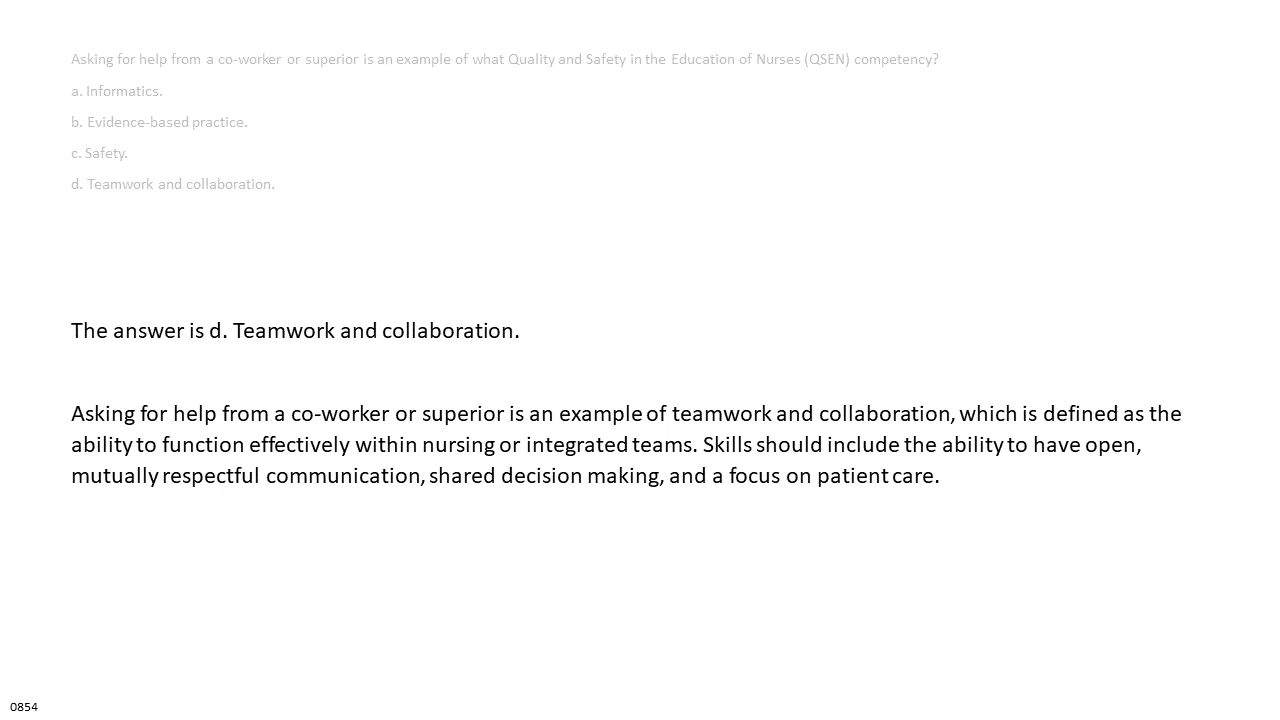 Asking for help from a co-worker or superior is an example of what Quality and Safety in the Education of Nurses (QSEN) competency?
a. Informatics.
b. Evidence-based practice.
c. Safety.
d. Teamwork and collaboration.
The answer is d. Teamwork and collaboration.
Asking for help from a co-worker or superior is an example of teamwork and collaboration, which is defined as the
ability to function effectively within nursing or integrated teams. Skills should include the ability to have open,
mutually respectful communication, shared decision making, and a focus on patient care.
0854